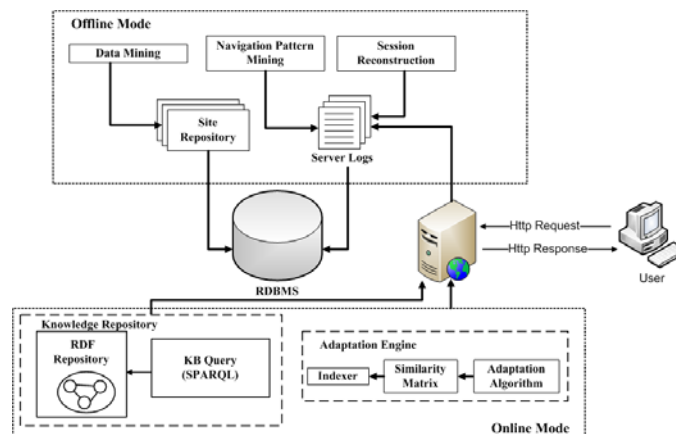 Offline Mode
Data Mining
Navigation Pattern
Mining
Session
Reconstruction
Site
Repository
Server Logs
RDBMS
Http Request
Http Response
User
Knowledge Repository
RDF
Repository
KB Query
(SPARQL)
Adaptation Engine
Indexer
Similarity
Matrix
Adaptation
Algorithm
Online Mode